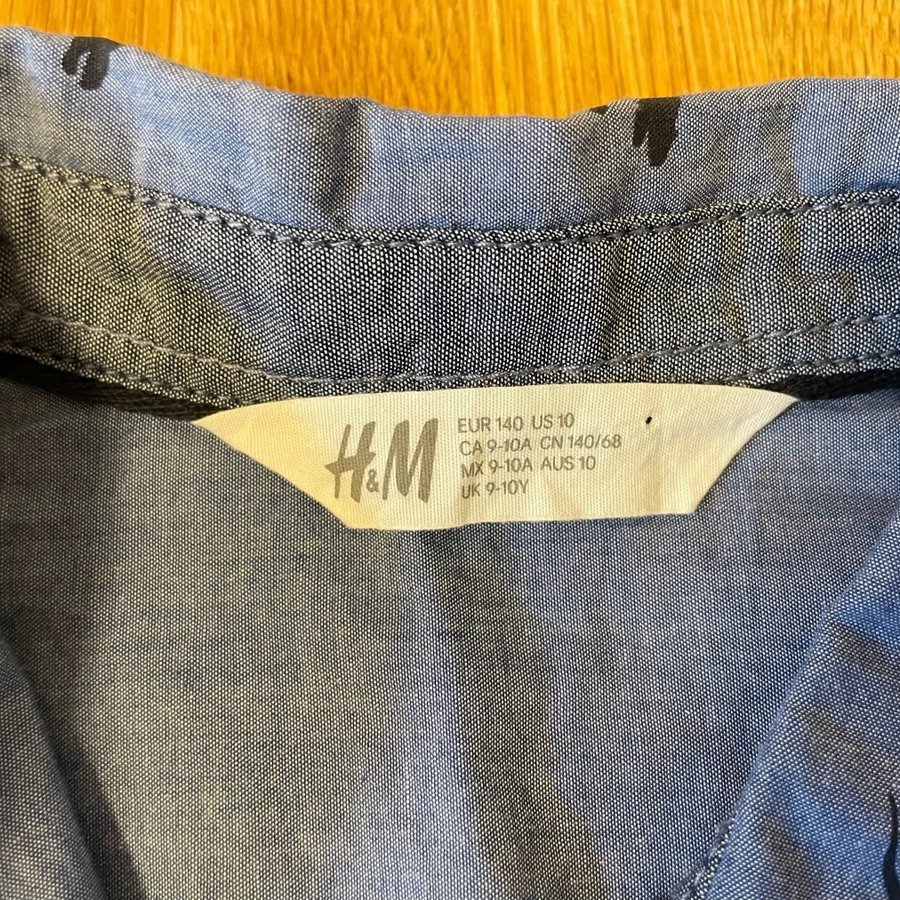 H&M
EUR 140 US 10
CA 9-10A CN 140/68
MX 9-10A AUS 10
UK 9-10Y